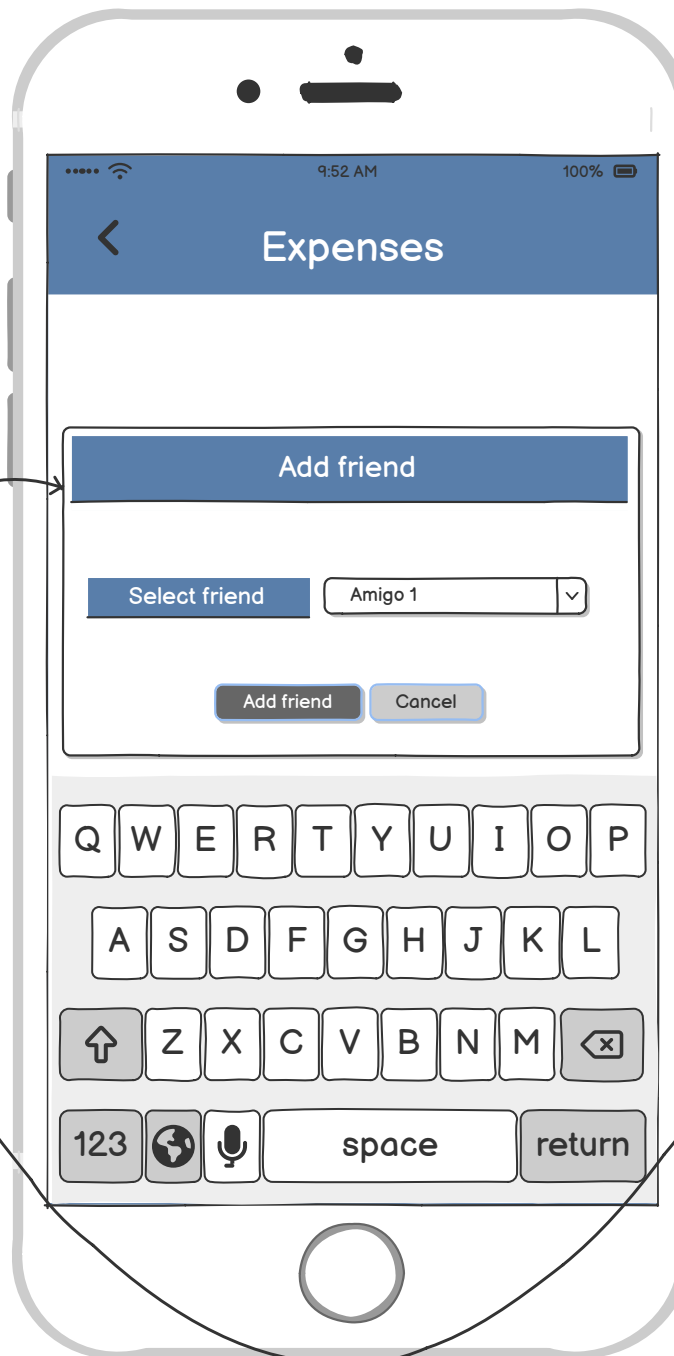 9:52 AM 100%
Expenses
Add friend
Select friend Amigo 1
Add friend Cancel
Q W E R T Y U I O P
A S D F G H J K L
Z X C V B N M
123 space return